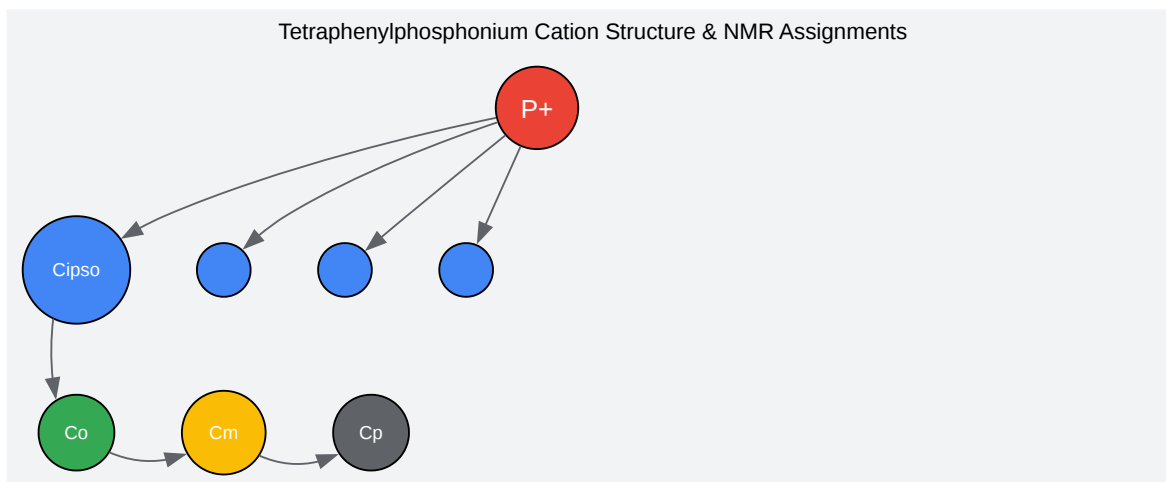 Tetraphenylphosphonium Cation Structure & NMR Assignments
P+
Cipso
Co
Cm
Cp